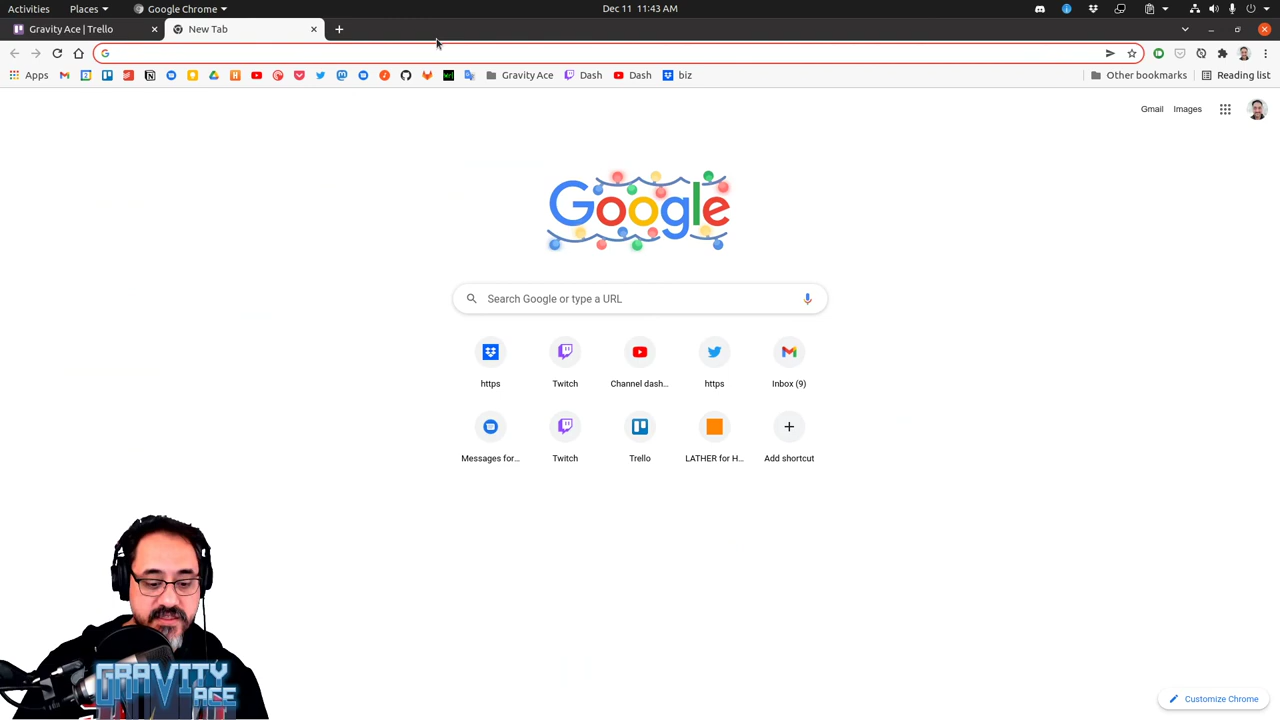 Activities Places Google Chrome Dec 11 11:43 AM
Gravity Ace | Trello New Tab
Apps Gravity Ace Dash Dash biz Other bookmarks Reading list
Gmail Images
Google
Search Google or type a URL
https Twitch Channel dash... https Inbox (9)
Messages for... Twitch Trello LATHER for H... Add shortcut
GRAVITY
ACE
Customize Chrome